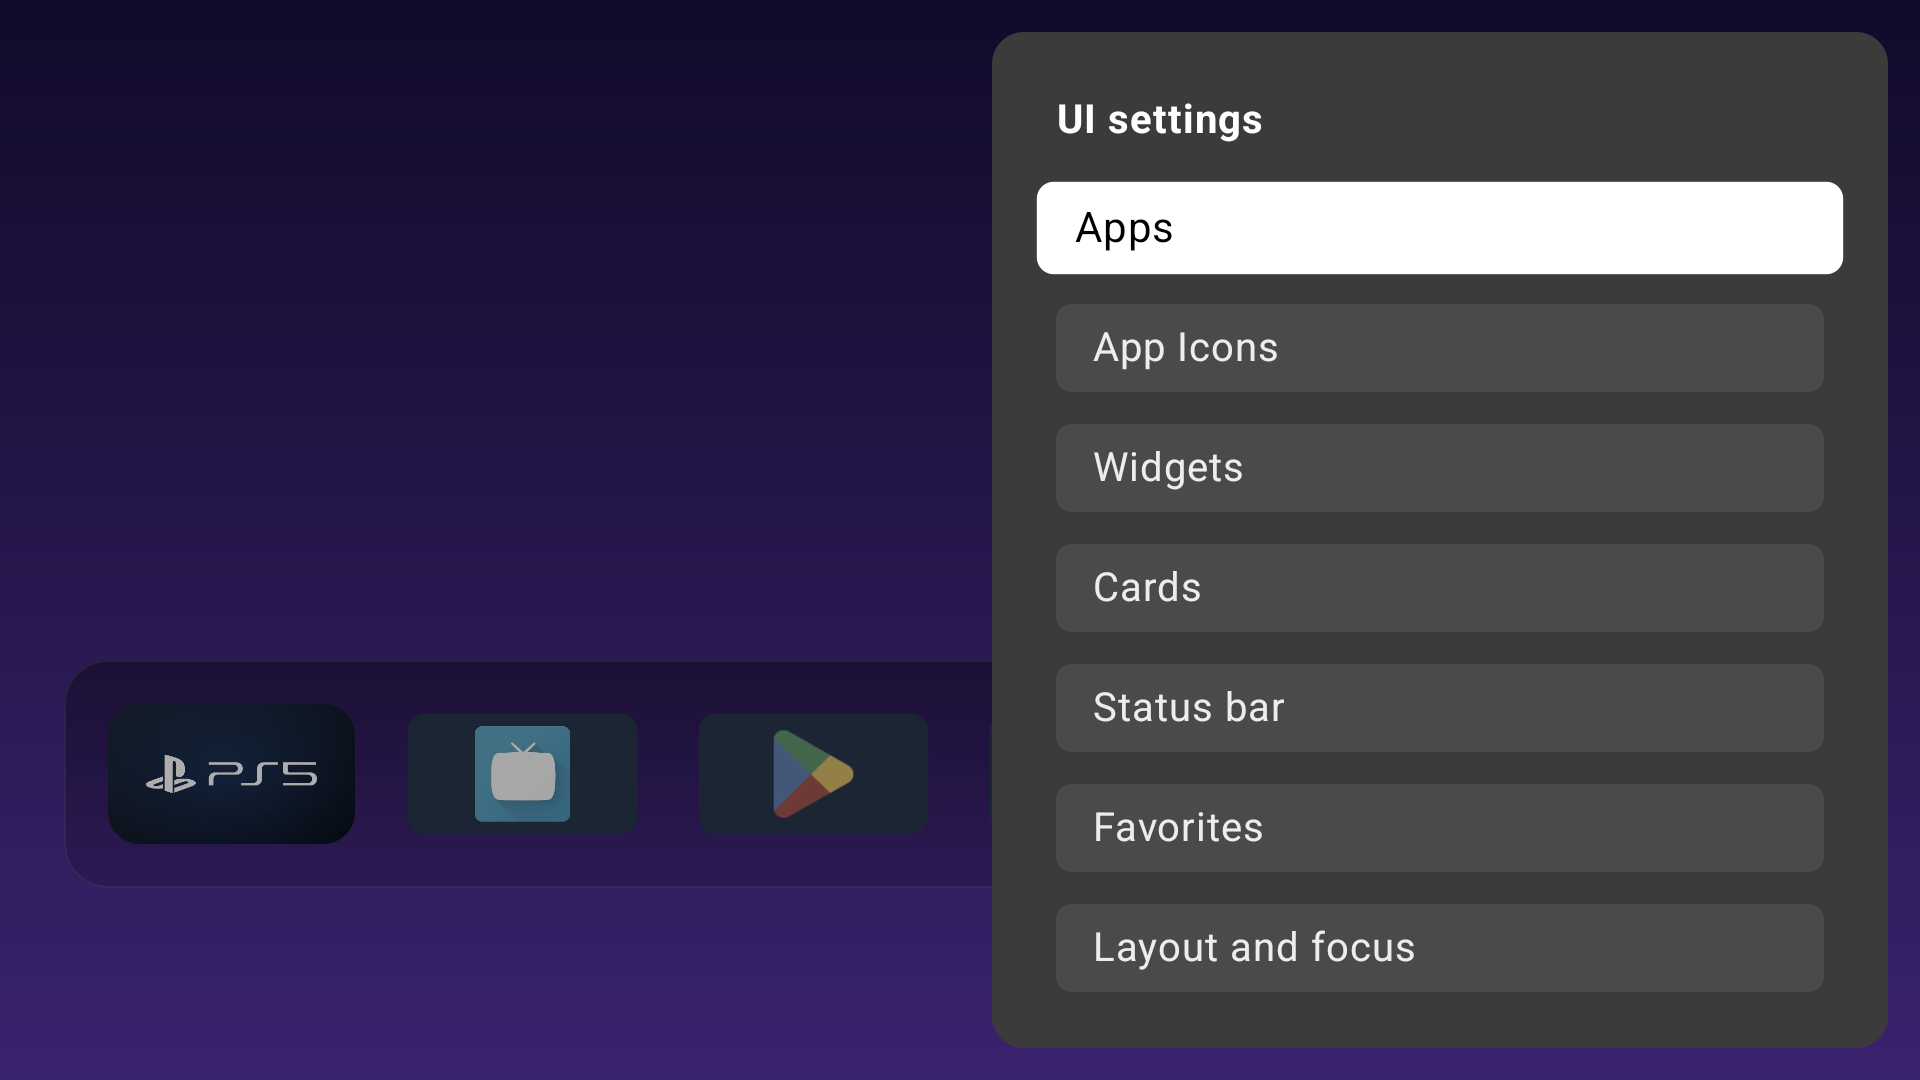 UI settings
Apps
App Icons
Widgets
Cards
Status bar
Favorites
Layout and focus
PS5